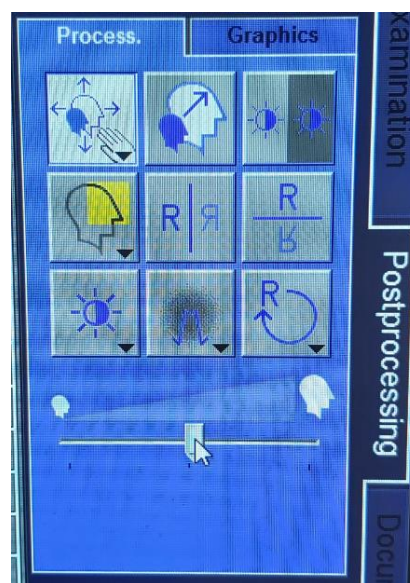 Process.
Graphics
R R
R
R
R
xamination
Postprocessing
Docu